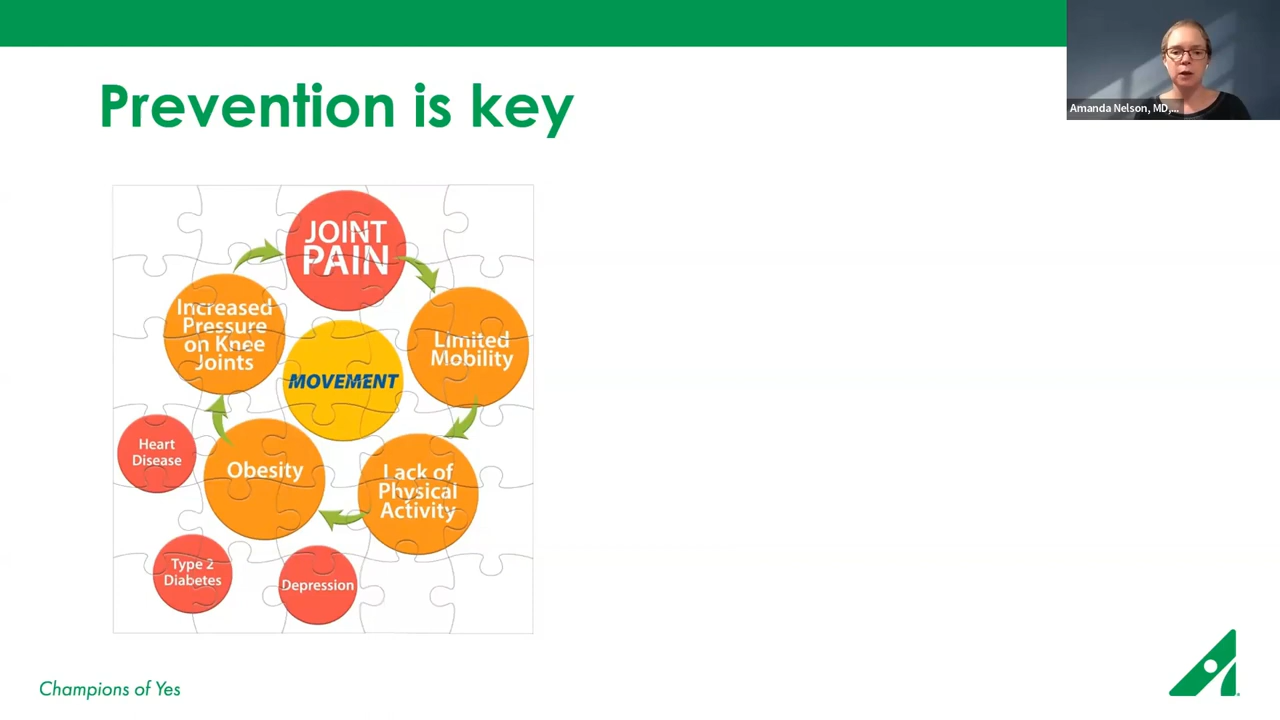 Prevention is key
Amanda Nelson, MD,...
JOINT
PAIN
Increased
Pressure
on Knee
Joints
Limited
Mobility
MOVEMENT
Heart
Disease
Obesity
Lack of
Physical
Activity
Type 2
Diabetes
Depression
Champions of Yes